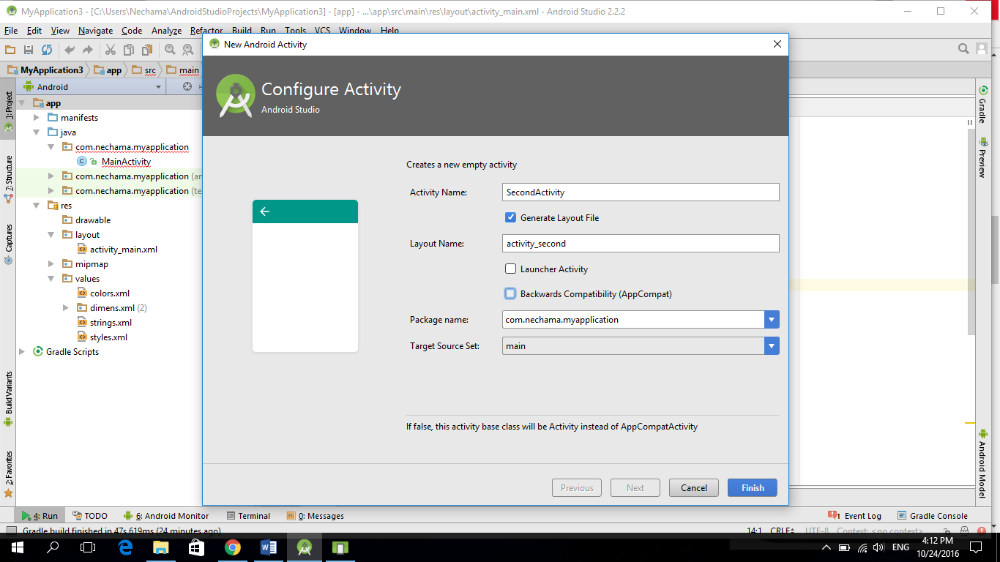 MyApplication3 - [C:\Users\Nechama\AndroidStudioProjects\MyApplication3] - [app] - ...\app\src\main\res\layout\activity_main.xml - Android Studio 2.2.2
File Edit View Navigate Code Analyze Refactor Build Run Tools VCS Window Help
MyApplication3 app src main
Android
1: Project
7: Structure
Captures
Build Variants
2: Favorites
app
manifests
java
com.nechama.myapplication
MainActivity
com.nechama.myapplication (ar
com.nechama.myapplication (te
res
drawable
layout
activity_main.xml
mipmap
values
colors.xml
dimens.xml (2)
strings.xml
styles.xml
Gradle Scripts
New Android Activity
Configure Activity
Android Studio
Creates a new empty activity
Activity Name: SecondActivity
Generate Layout File
Layout Name: activity_second
Launcher Activity
Backwards Compatibility (AppCompat)
Package name: com.nechama.myapplication
Target Source Set: main
If false, this activity base class will be Activity instead of AppCompatActivity
Previous Next Cancel Finish
Gradle
Preview
Android Model
4: Run TODO 6: Android Monitor Terminal 0: Messages 1 Event Log Gradle Console
Gradle build finished in 47s 619ms (24 minutes ago) 14:1 CRLF UTF-8 Context: <no context>
ENG
4:12 PM
10/24/2016